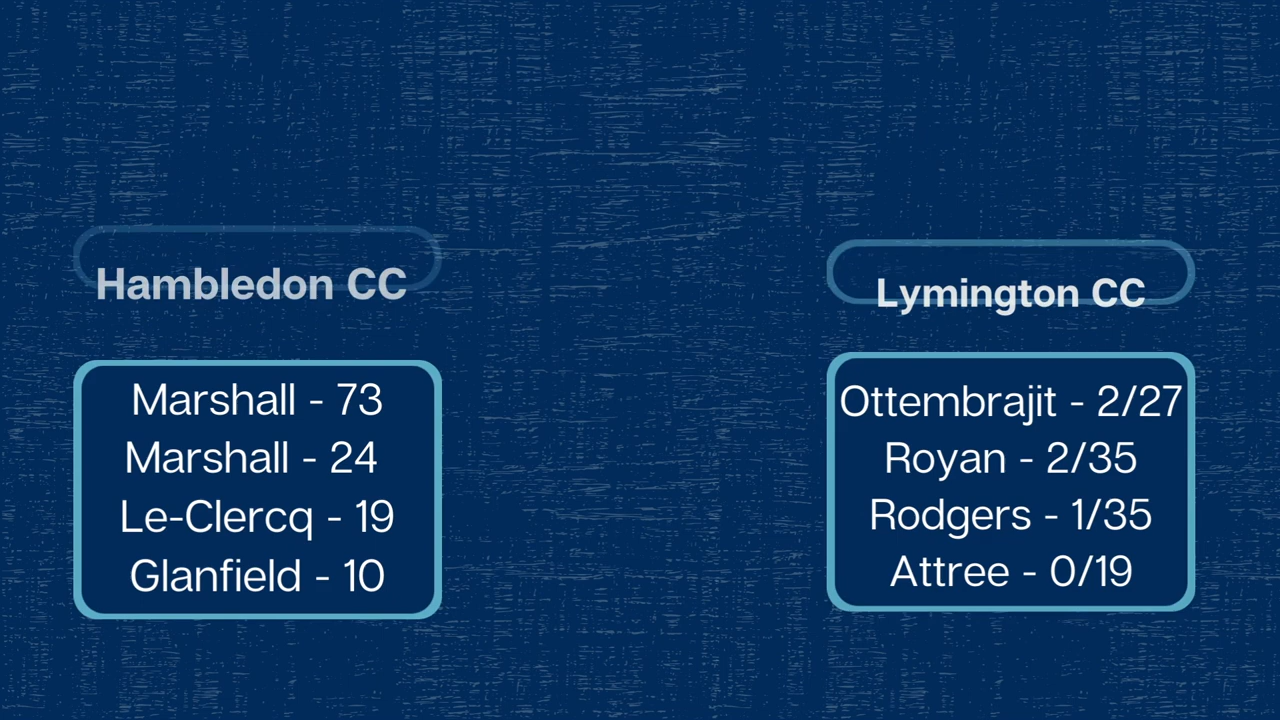 Hambledon CC
Marshall - 73
Marshall - 24
Le-Clercq - 19
Glanfield - 10
Lymington CC
Ottembrajit - 2/27
Royan - 2/35
Rodgers - 1/35
Attree - 0/19